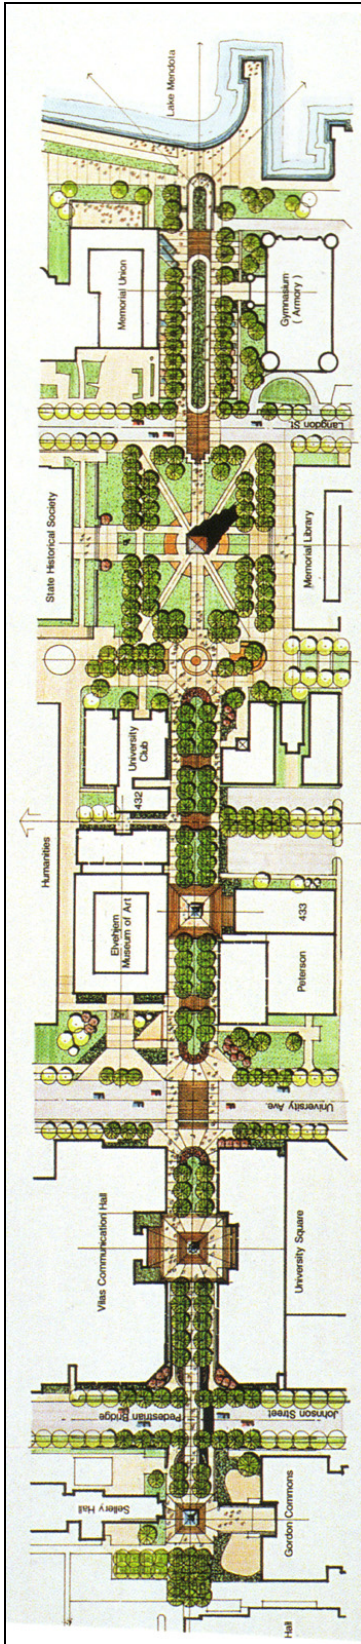 Lake Mendota
Memorial Union
Gymnasium
( Armory )
Langdon St.
State Historical Society
Memorial Library
University
Club
432
Humanities
Elvehjem
Museum of Art
433
Peterson
University Ave.
Vilas Communication Hall
University Square
Pedestrian Bridge
Johnson Street
Sellery Hall
Gordon Commons
Hall